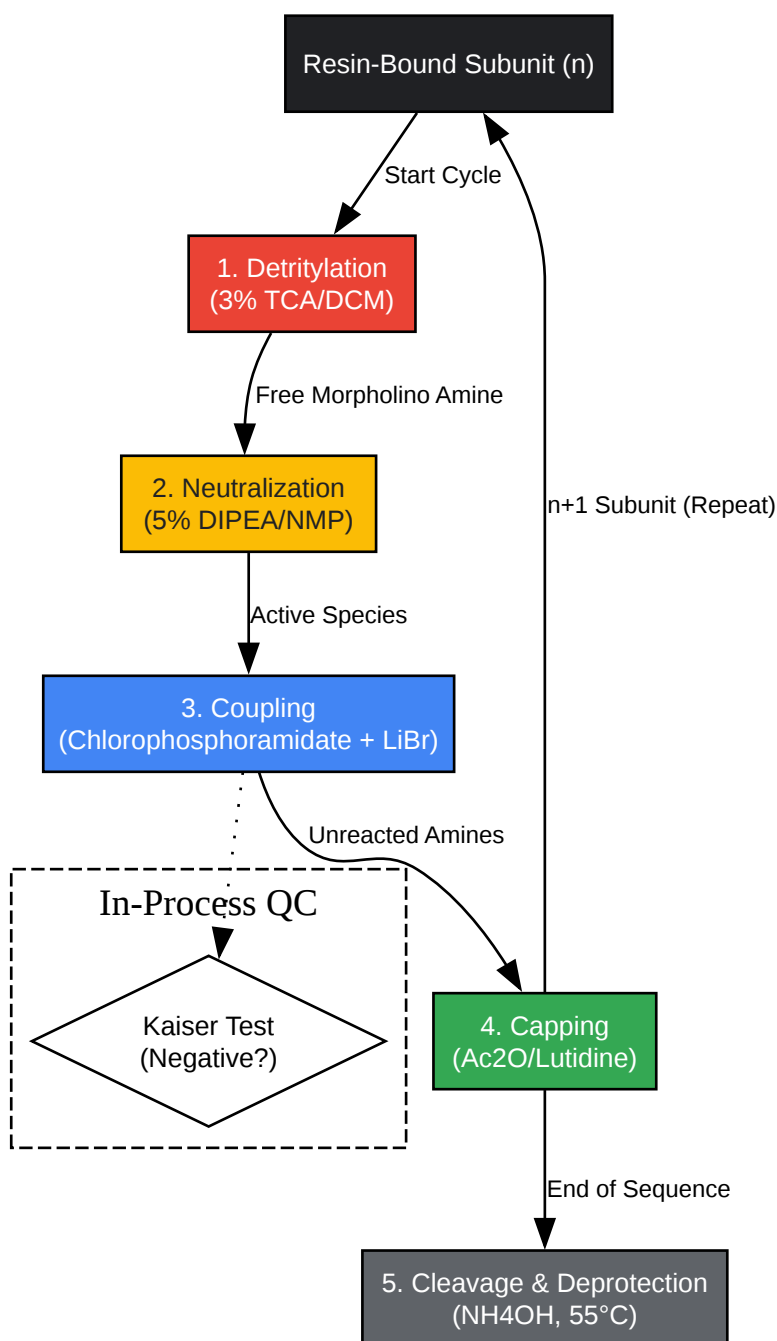 Resin-Bound Subunit (n)
Start Cycle
1. Detritylation
(3% TCA/DCM)
Free Morpholino Amine
2. Neutralization
(5% DIPEA/NMP)
n+1 Subunit (Repeat)
Active Species
3. Coupling
(Chlorophosphoramidate + LiBr)
Unreacted Amines
In-Process QC
Kaiser Test
(Negative?)
4. Capping
(Ac2O/Lutidine)
End of Sequence
5. Cleavage & Deprotection
(NH4OH, 55°C)